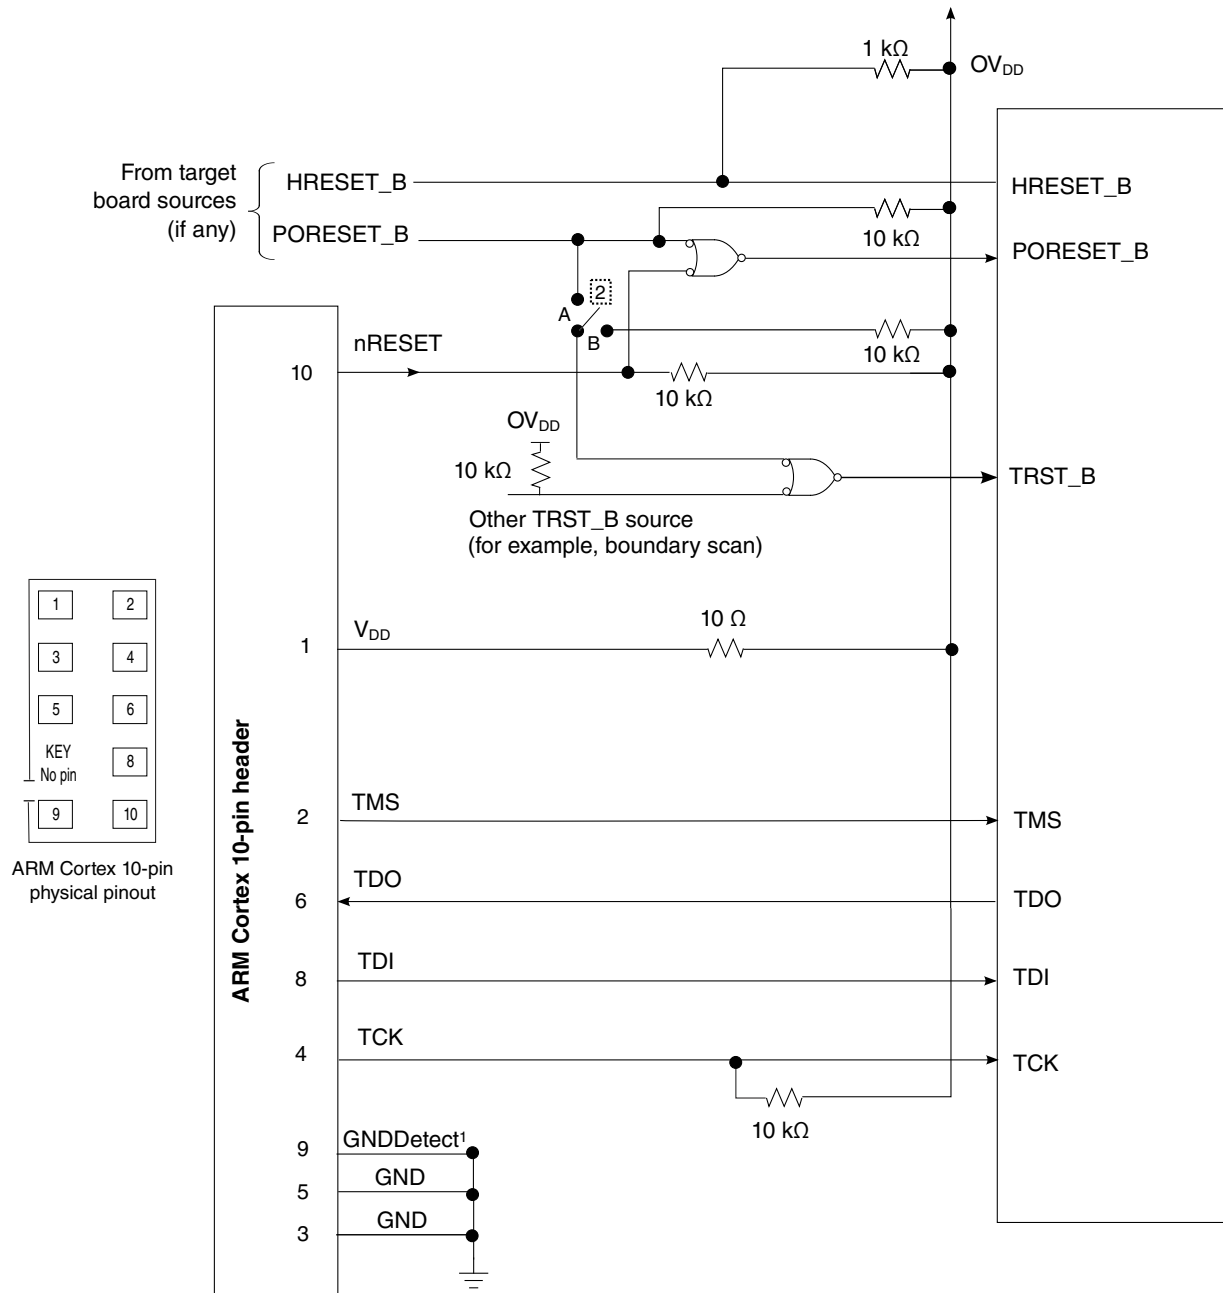 1 kΩ
OVDD
From target
board sources
(if any)
HRESET_B
HRESET_B
PORESET_B
10 kΩ
PORESET_B
2
A
B
nRESET
10
10 kΩ
10 kΩ
OVDD
10 kΩ
TRST_B
Other TRST_B source
(for example, boundary scan)
1 2
3 4
5 6
KEY
No pin
8
9 10
ARM Cortex 10-pin
physical pinout
ARM Cortex 10-pin header
1
VDD
10 Ω
2
TMS
TMS
6
TDO
TDO
8
TDI
TDI
4
TCK
TCK
10 kΩ
9
GNDDetect¹
5
GND
3
GND